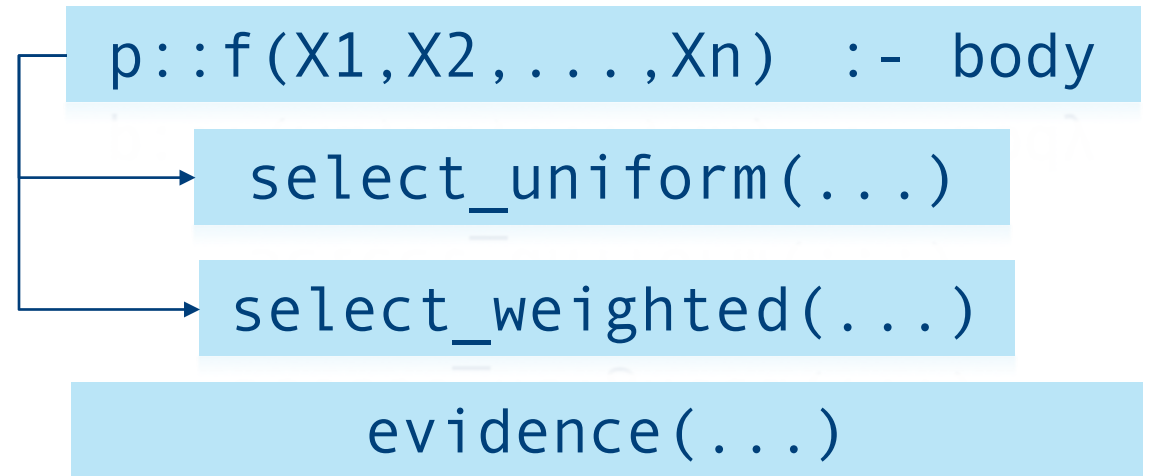 p::f(X1,X2,...,Xn) :- body
select_uniform(...)
select_weighted(...)
evidence(...)